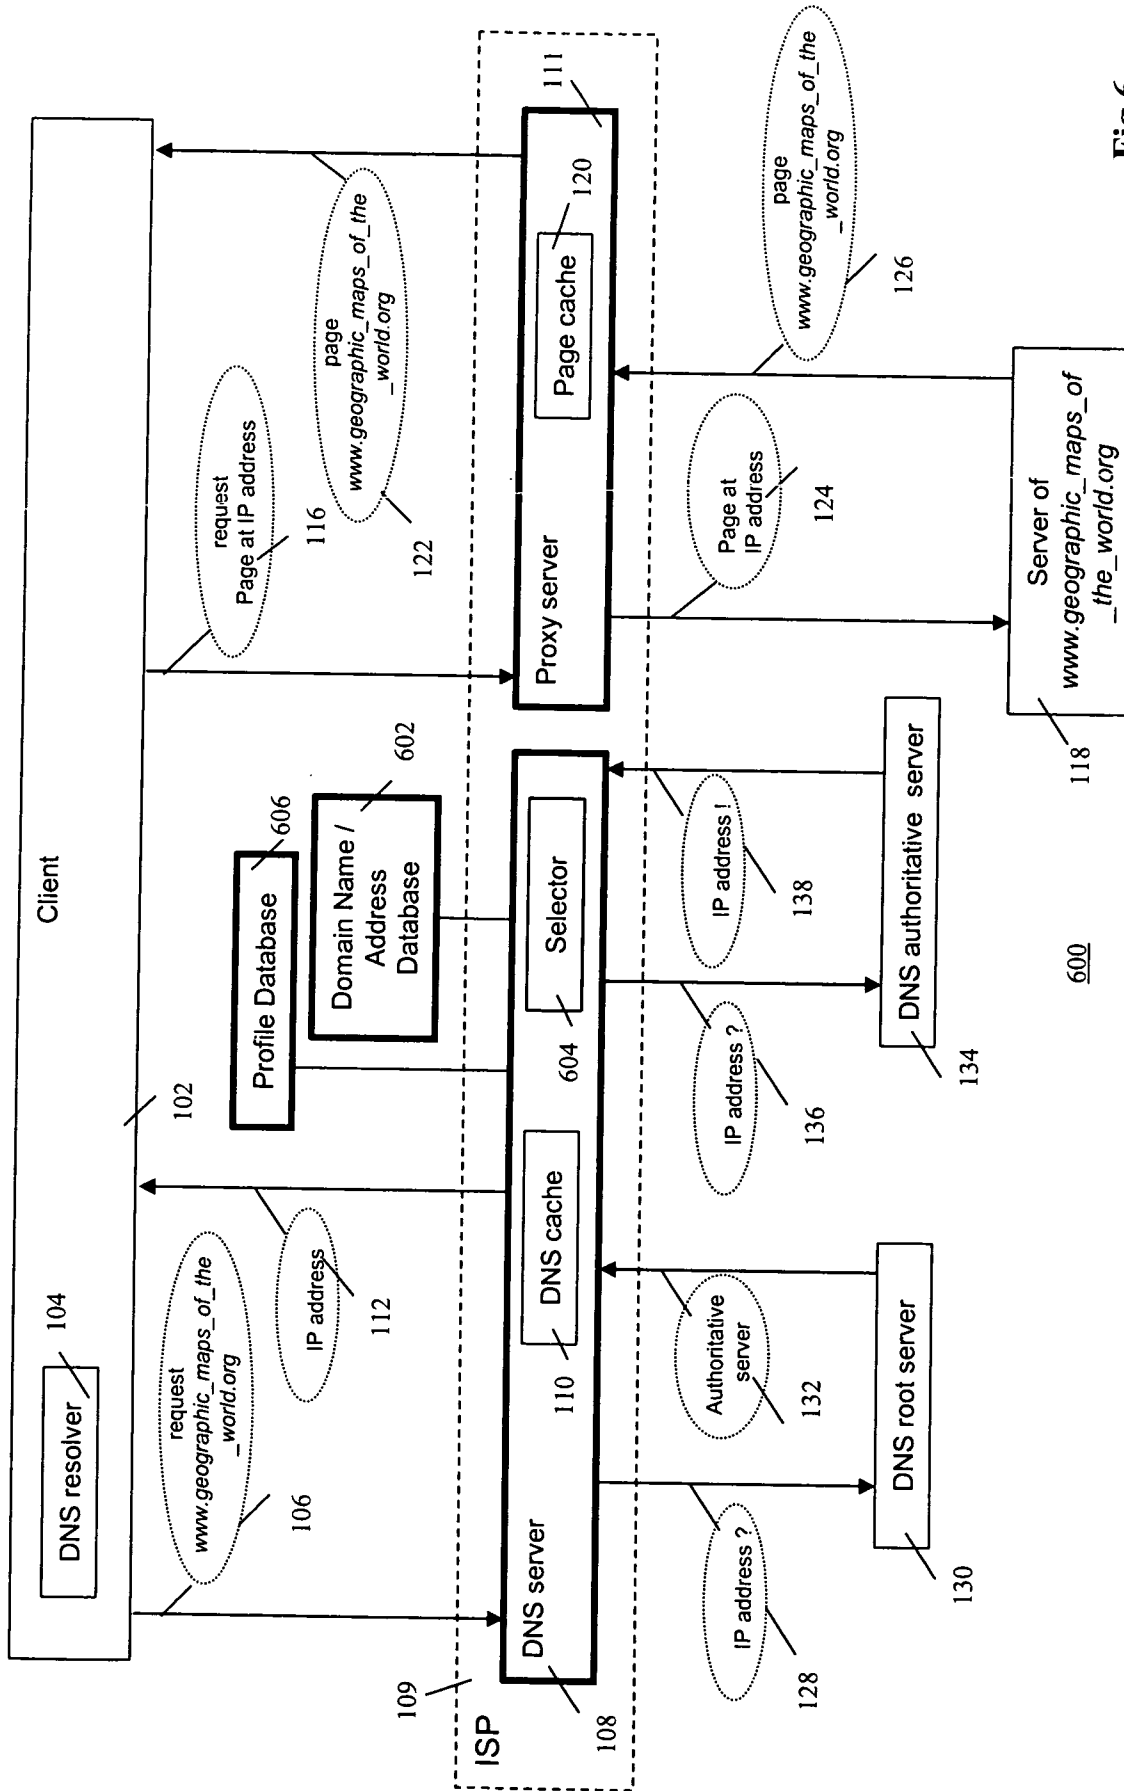 Client
DNS resolver
104
102
request
www.geographic_maps_of_the
_world.org
106
IP address
112
Profile Database
606
Domain Name /
Address
Database
602
request
Page at IP address
116
page
www.geographic_maps_of_the
_world.org
122
ISP
109
DNS server
108
DNS cache
110
Selector
604
Proxy server
Page cache
120
111
IP address ?
128
Authoritative
server
132
IP address ?
136
IP address !
138
Page at
IP address
124
page
www.geographic_maps_of_the
_world.org
126
DNS root server
130
DNS authoritative server
134
Server of
www.geographic_maps_of
_the_world.org
118
600
Fig 6